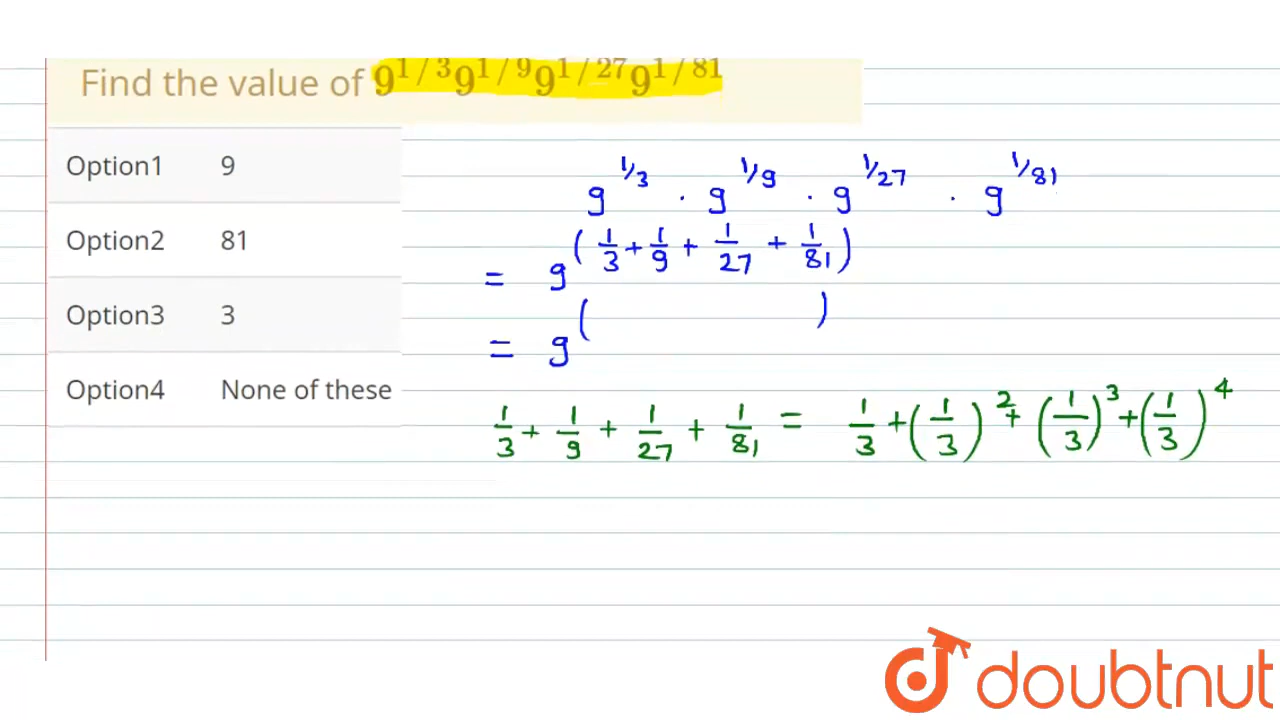 Find the value of 9^{1/3}9^{1/9}9^{1/27}9^{1/81}
Option1 9
Option2 81
Option3 3
Option4 None of these
9^{1/3} . 9^{1/9} . 9^{1/27} . 9^{1/81}
= 9^{(1/3 + 1/9 + 1/27 + 1/81)}
= 9^{( )}
1/3 + 1/9 + 1/27 + 1/81 = 1/3 + (1/3)^2 + (1/3)^3 + (1/3)^4
doubtnut